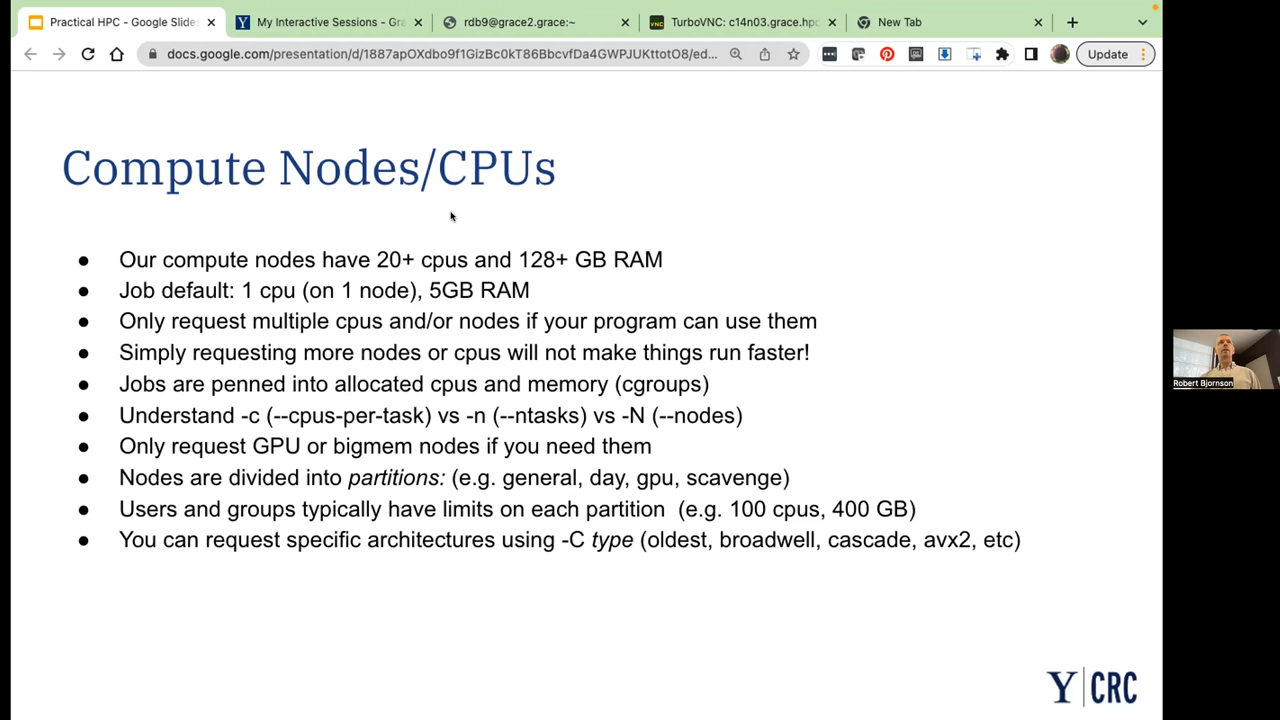 Practical HPC - Google Slides
My Interactive Sessions - Gra
rdb9@grace2.grace:~
TurboVNC: c14n03.grace.hpc
New Tab
docs.google.com/presentation/d/1887apOXdbo9f1GizBc0kT86BbcvfDa4GWPJUKttotO8/ed...
Update
Compute Nodes/CPUs
● Our compute nodes have 20+ cpus and 128+ GB RAM
● Job default: 1 cpu (on 1 node), 5GB RAM
● Only request multiple cpus and/or nodes if your program can use them
● Simply requesting more nodes or cpus will not make things run faster!
● Jobs are penned into allocated cpus and memory (cgroups)
● Understand -c (--cpus-per-task) vs -n (--ntasks) vs -N (--nodes)
● Only request GPU or bigmem nodes if you need them
● Nodes are divided into partitions: (e.g. general, day, gpu, scavenge)
● Users and groups typically have limits on each partition (e.g. 100 cpus, 400 GB)
● You can request specific architectures using -C type (oldest, broadwell, cascade, avx2, etc)
Robert Bjornson
Y CRC